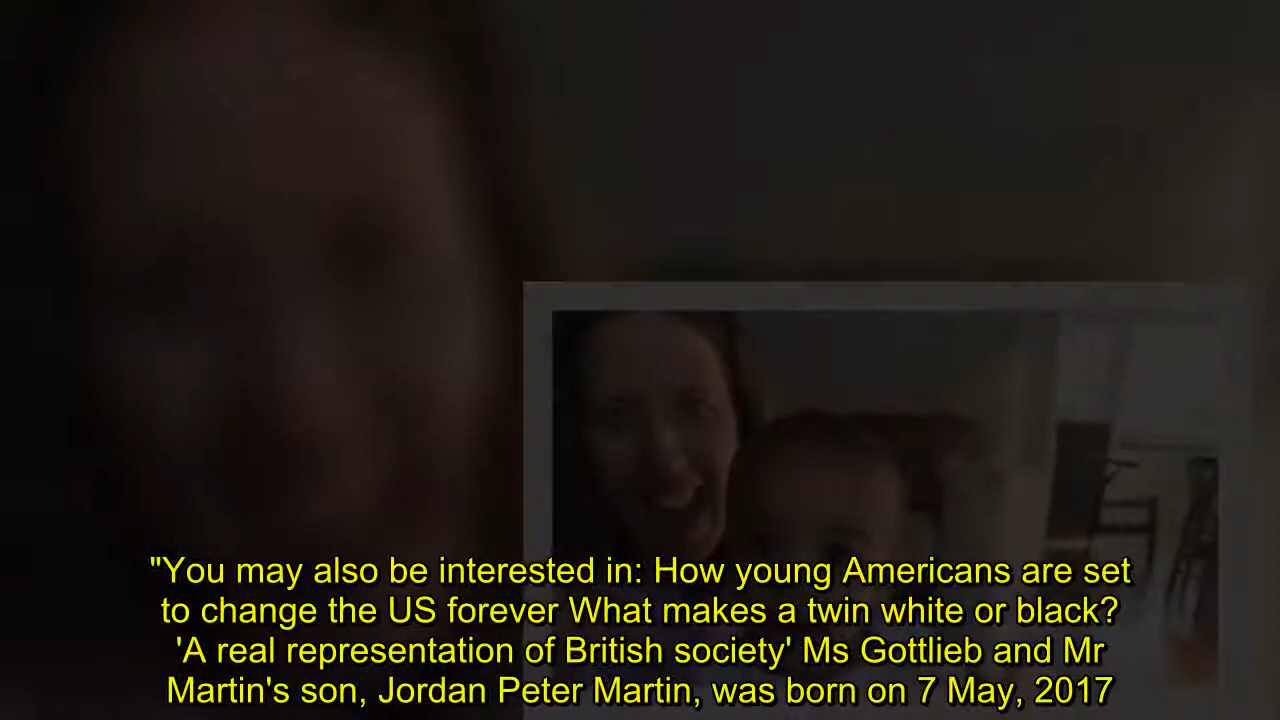 "You may also be interested in: How young Americans are set
to change the US forever What makes a twin white or black?
'A real representation of British society' Ms Gottlieb and Mr
Martin's son, Jordan Peter Martin, was born on 7 May, 2017